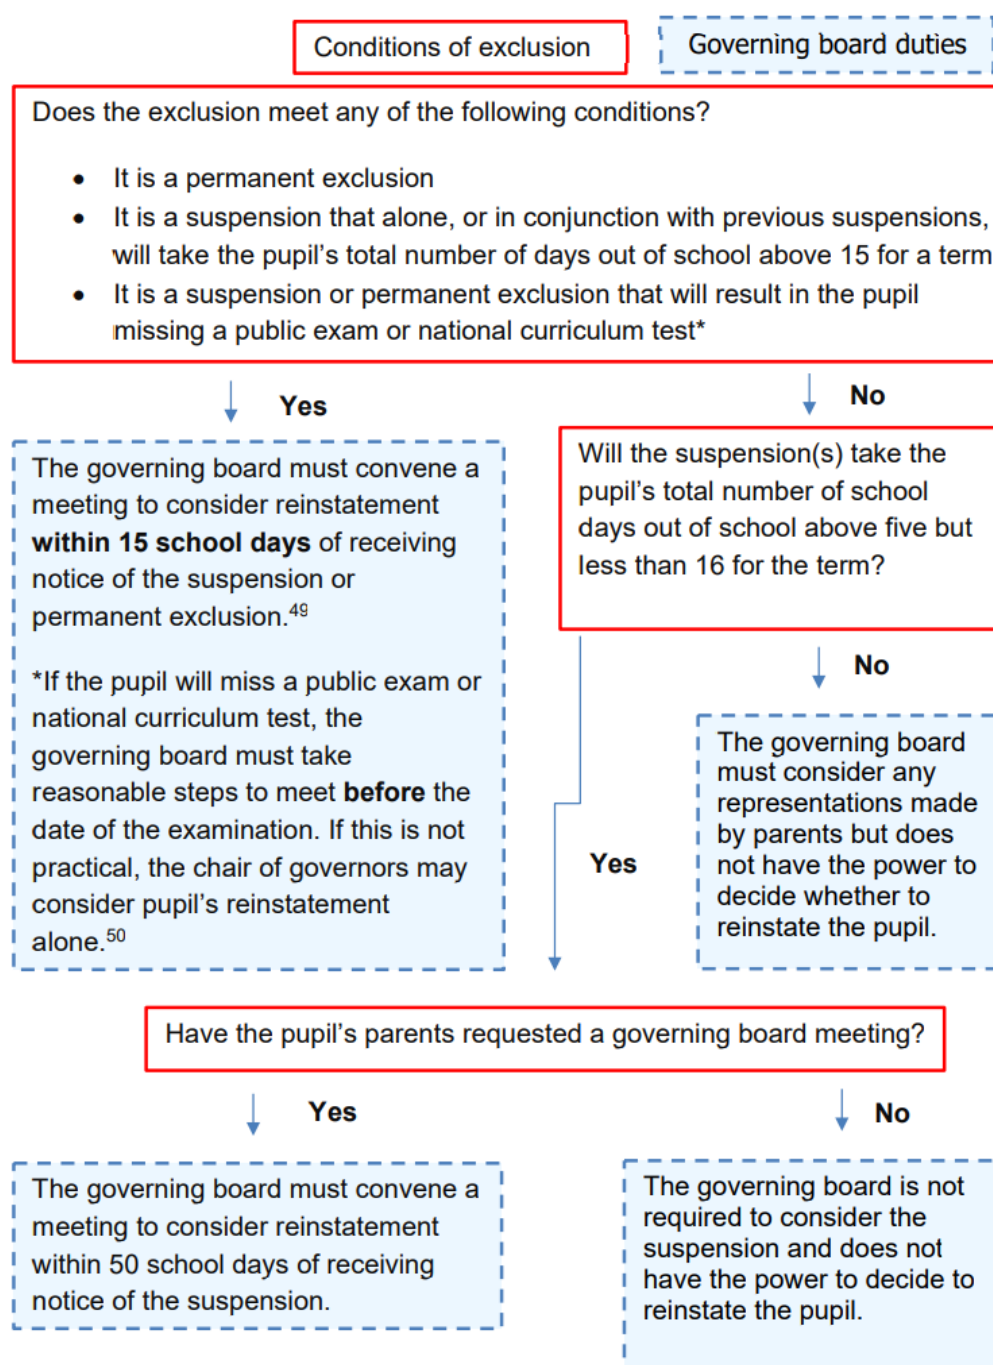 Conditions of exclusion
Governing board duties
Does the exclusion meet any of the following conditions?
• It is a permanent exclusion
• It is a suspension that alone, or in conjunction with previous suspensions,
will take the pupil's total number of days out of school above 15 for a term
• It is a suspension or permanent exclusion that will result in the pupil
missing a public exam or national curriculum test*
Yes
No
The governing board must convene a
meeting to consider reinstatement
within 15 school days of receiving
notice of the suspension or
permanent exclusion.49
*If the pupil will miss a public exam or
national curriculum test, the
governing board must take
reasonable steps to meet before the
date of the examination. If this is not
practical, the chair of governors may
consider pupil's reinstatement
alone.50
Will the suspension(s) take the
pupil's total number of school
days out of school above five but
less than 16 for the term?
No
The governing board
must consider any
representations made
by parents but does
not have the power to
decide whether to
reinstate the pupil.
Yes
Have the pupil's parents requested a governing board meeting?
Yes
No
The governing board must convene a
meeting to consider reinstatement
within 50 school days of receiving
notice of the suspension.
The governing board is not
required to consider the
suspension and does not
have the power to decide to
reinstate the pupil.